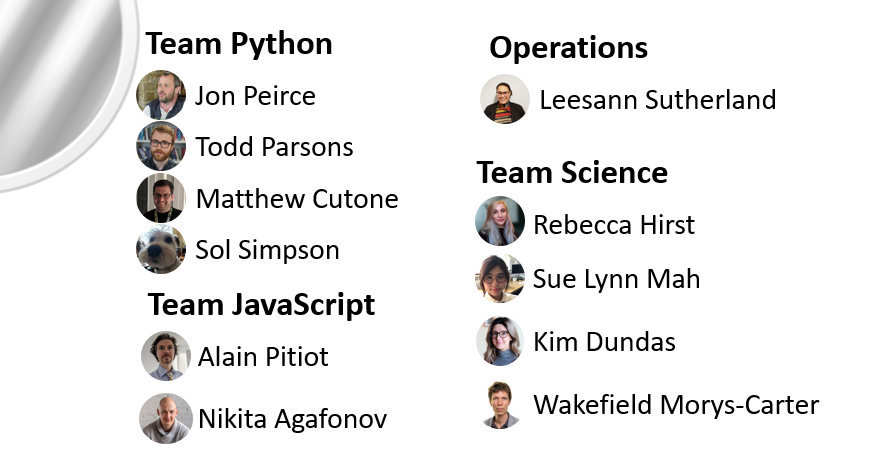 Team Python
Jon Peirce
Todd Parsons
Matthew Cutone
Sol Simpson
Team JavaScript
Alain Pitiot
Nikita Agafonov
Operations
Leesann Sutherland
Team Science
Rebecca Hirst
Sue Lynn Mah
Kim Dundas
Wakefield Morys-Carter